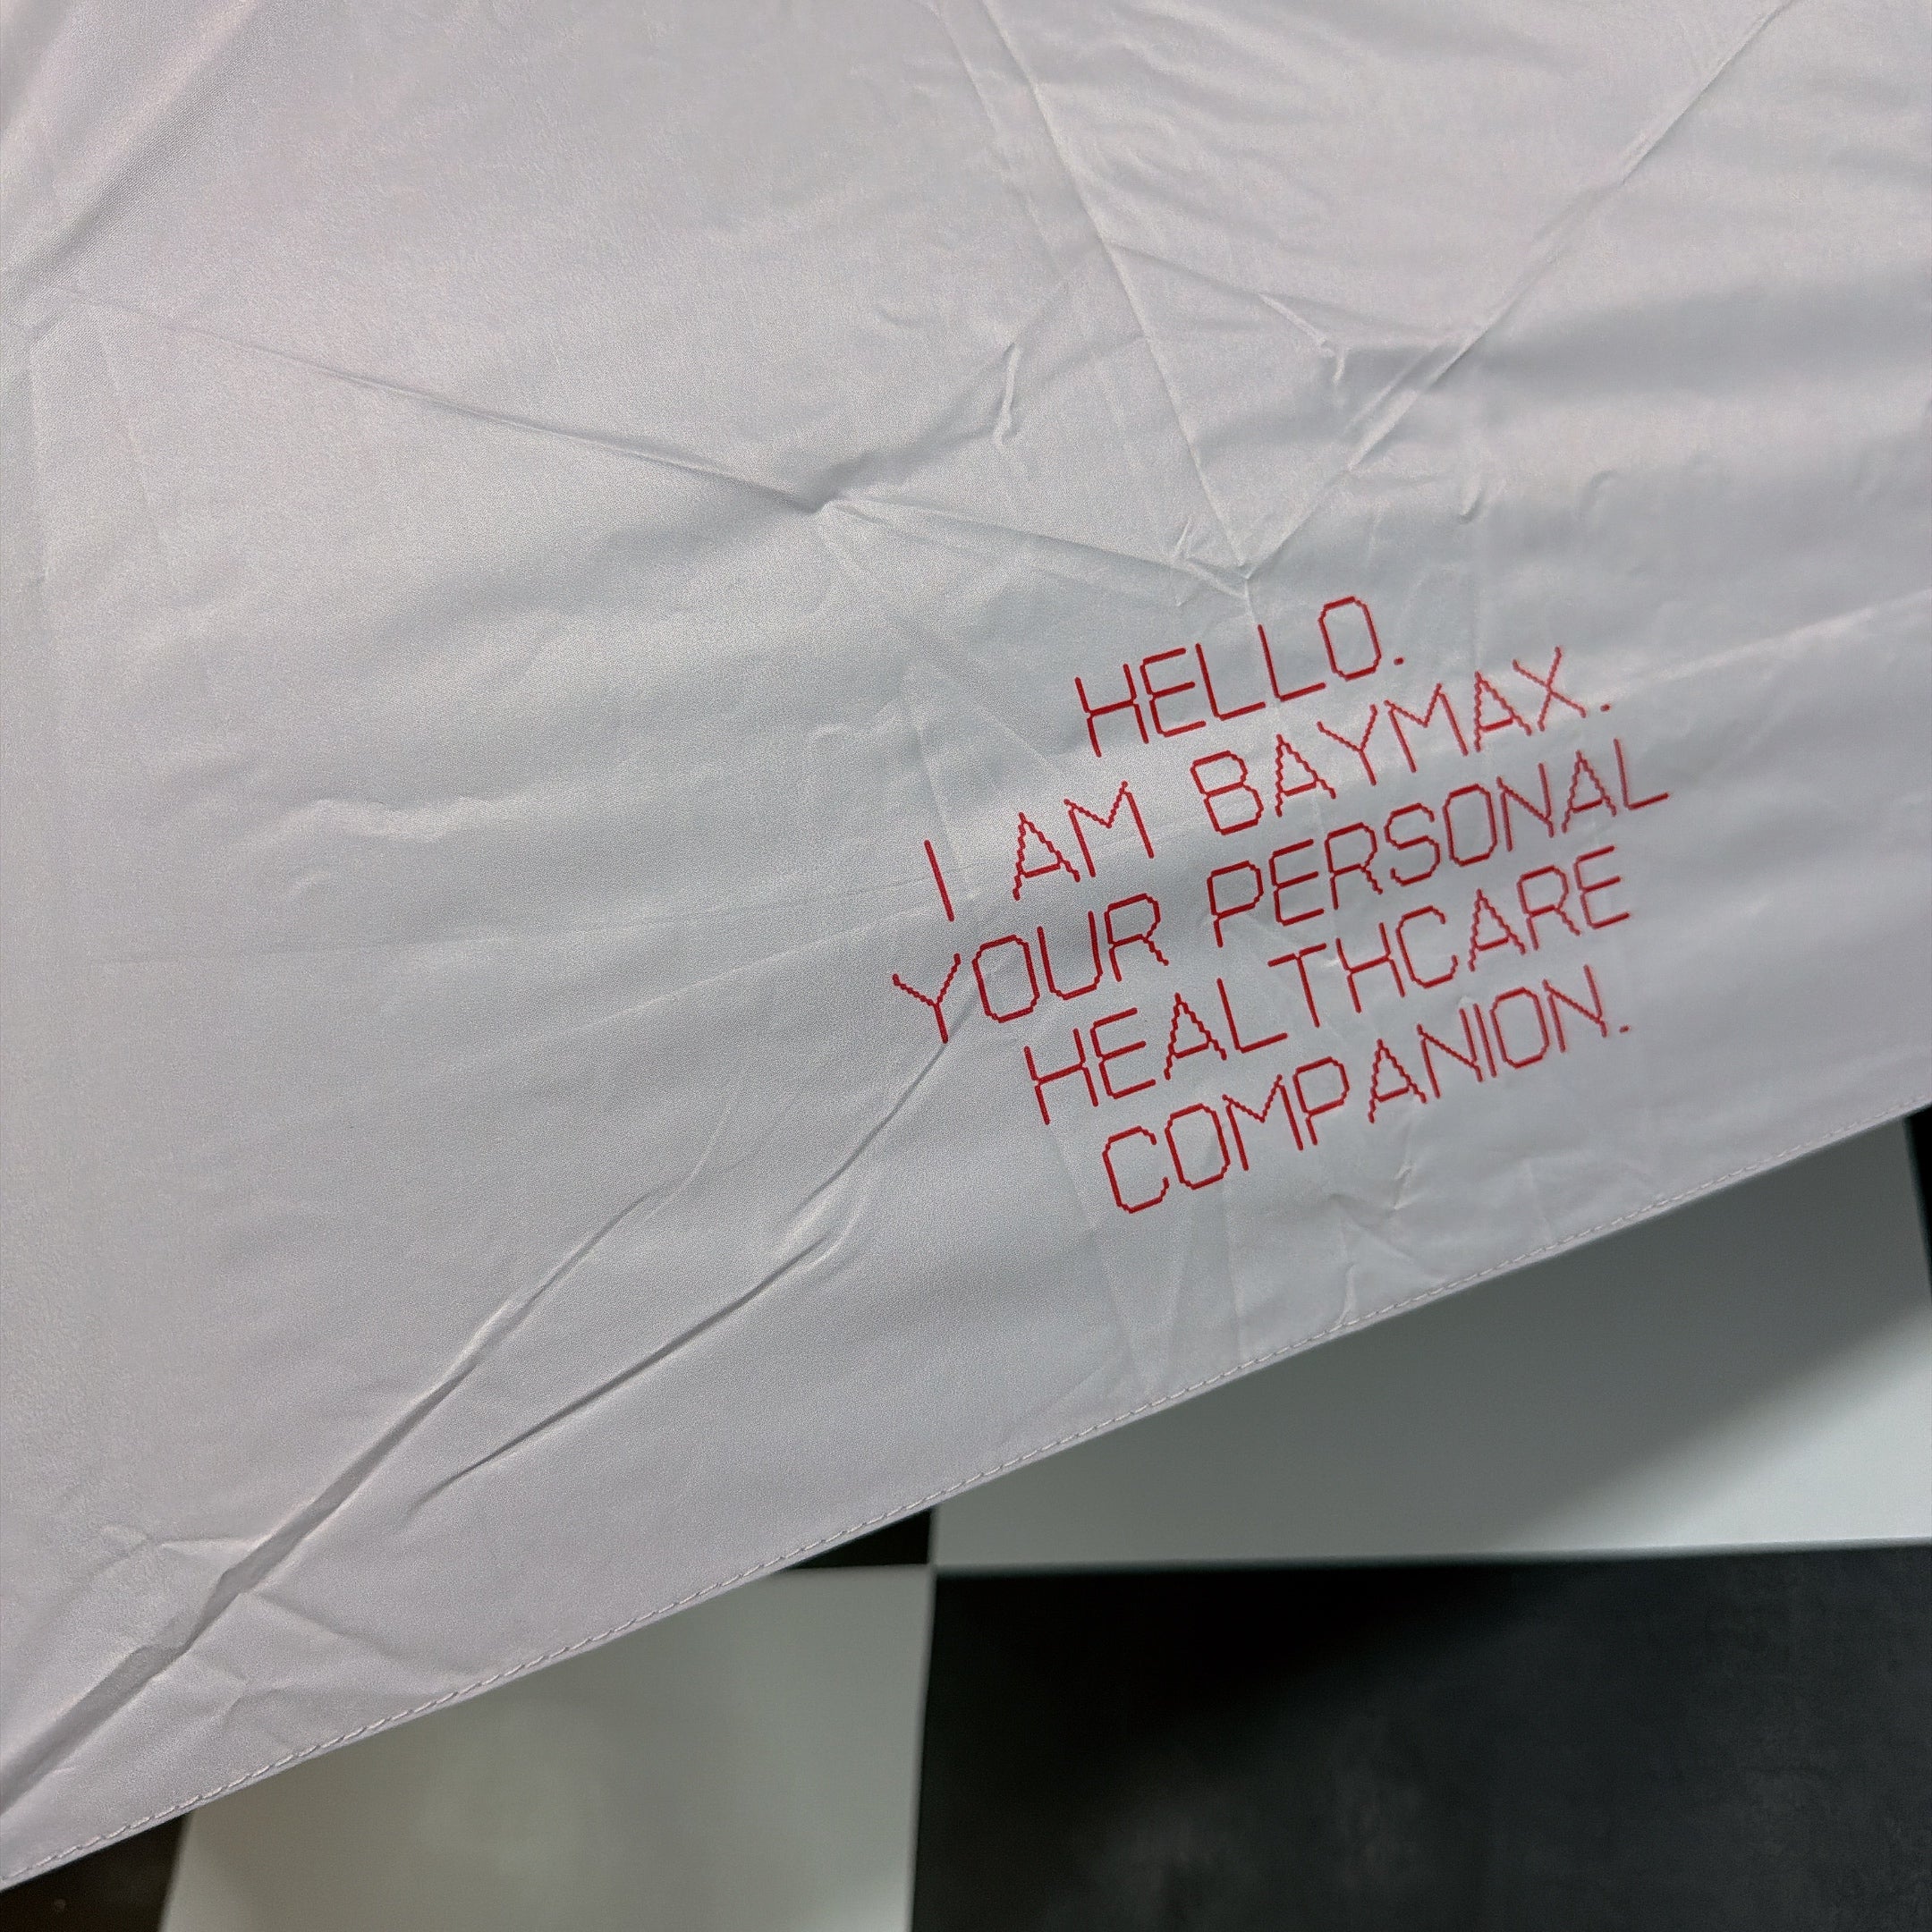 HELLO.
I AM BAYMAX.
YOUR PERSONAL
HEALTHCARE
COMPANION.